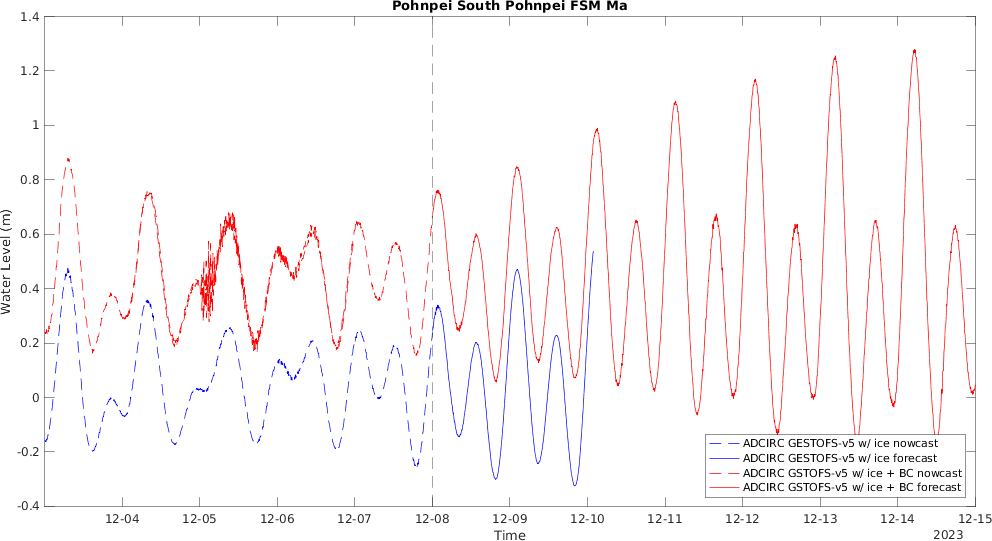 Pohnpei South Pohnpei FSM Ma
1.4
1.2
1
0.8
0.6
0.4
0.2
0
-0.2
-0.4
Water Level (m)
ADCIRC GESTOFS-v5 w/ ice nowcast
ADCIRC GESTOFS-v5 w/ ice forecast
ADCIRC GSTOFS-v5 w/ ice + BC nowcast
ADCIRC GSTOFS-v5 w/ ice + BC forecast
12-04 12-05 12-06 12-07 12-08 12-09 12-10 12-11 12-12 12-13 12-14 12-15
Time
2023